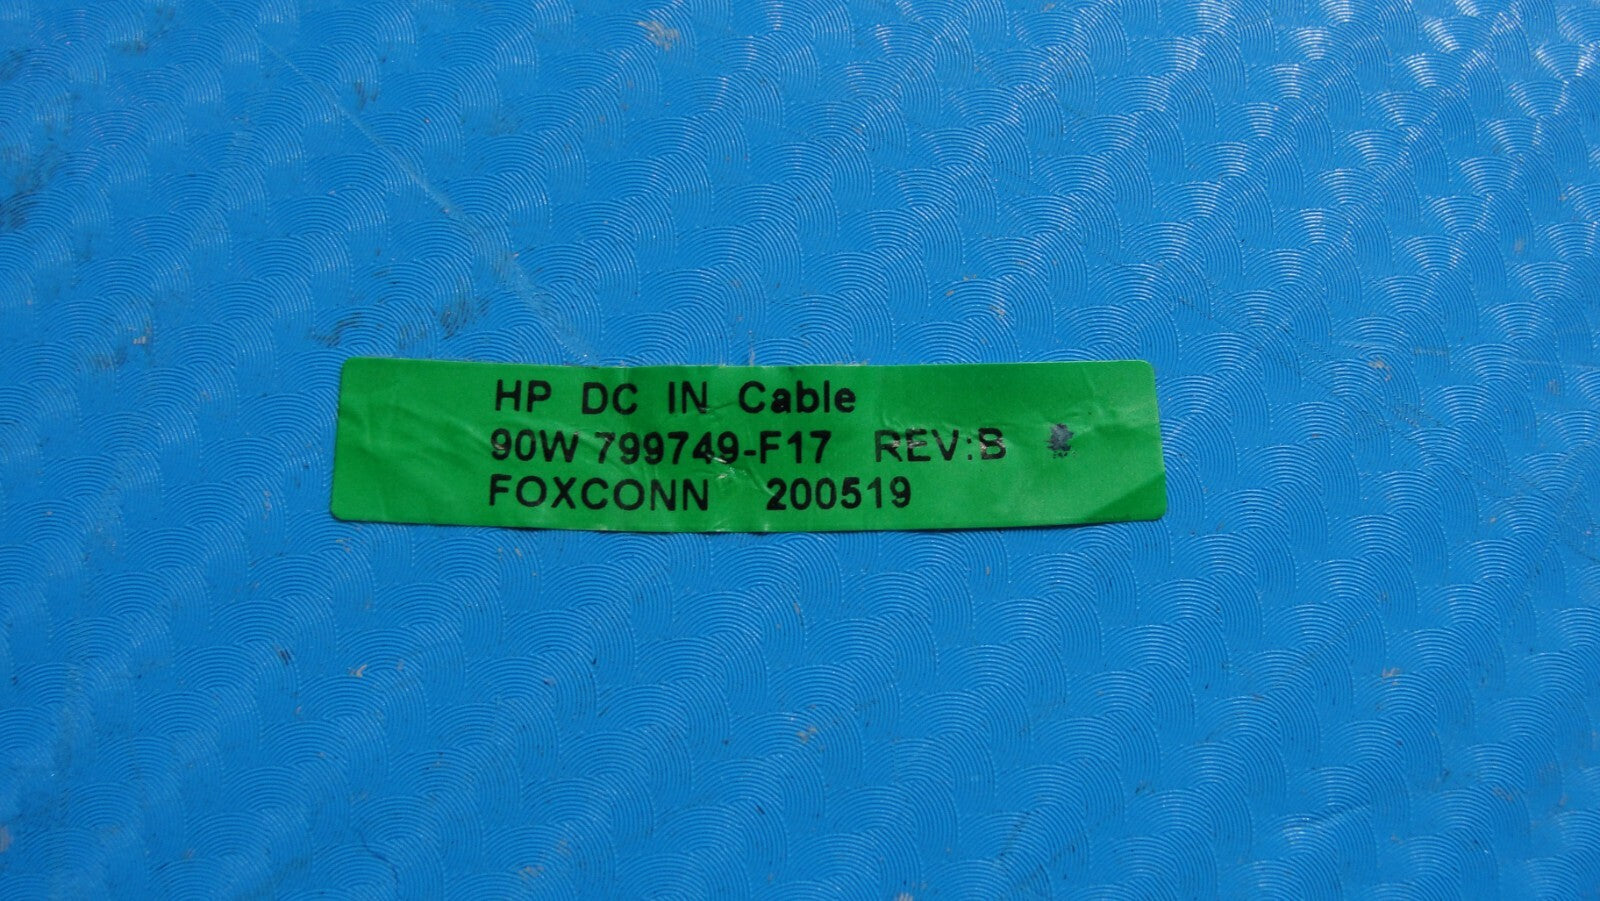 HP DC IN Cable
90W 799749-F17 REV:B
FOXCONN 200519